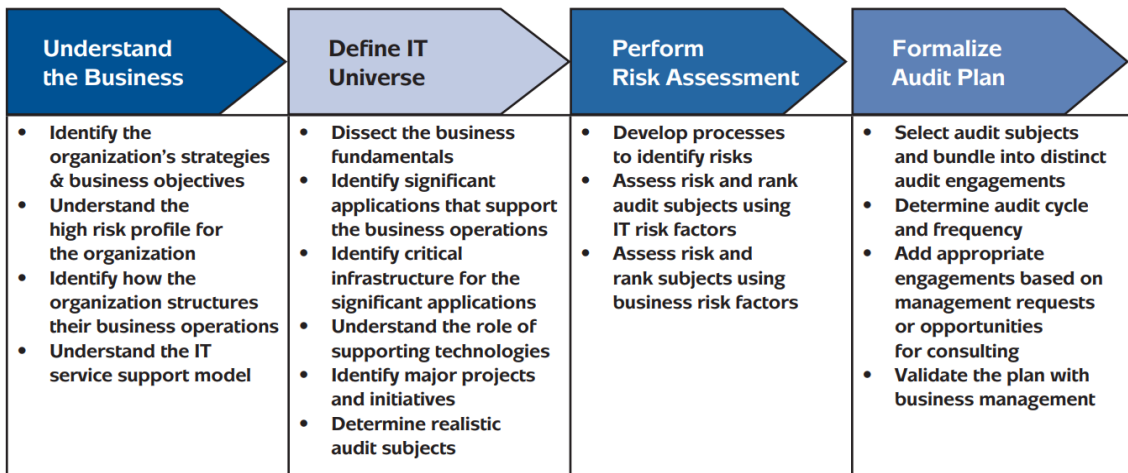 Understand
the Business
• Identify the
organization’s strategies
& business objectives
• Understand the
high risk profile for
the organization
• Identify how the
organization structures
their business operations
• Understand the IT
service support model
Define IT
Universe
• Dissect the business
fundamentals
• Identify significant
applications that support
the business operations
• Identify critical
infrastructure for the
significant applications
• Understand the role of
supporting technologies
• Identify major projects
and initiatives
• Determine realistic
audit subjects
Perform
Risk Assessment
• Develop processes
to identify risks
• Assess risk and rank
audit subjects using
IT risk factors
• Assess risk and
rank subjects using
business risk factors
Formalize
Audit Plan
• Select audit subjects
and bundle into distinct
audit engagements
• Determine audit cycle
and frequency
• Add appropriate
engagements based on
management requests
or opportunities
for consulting
• Validate the plan with
business management